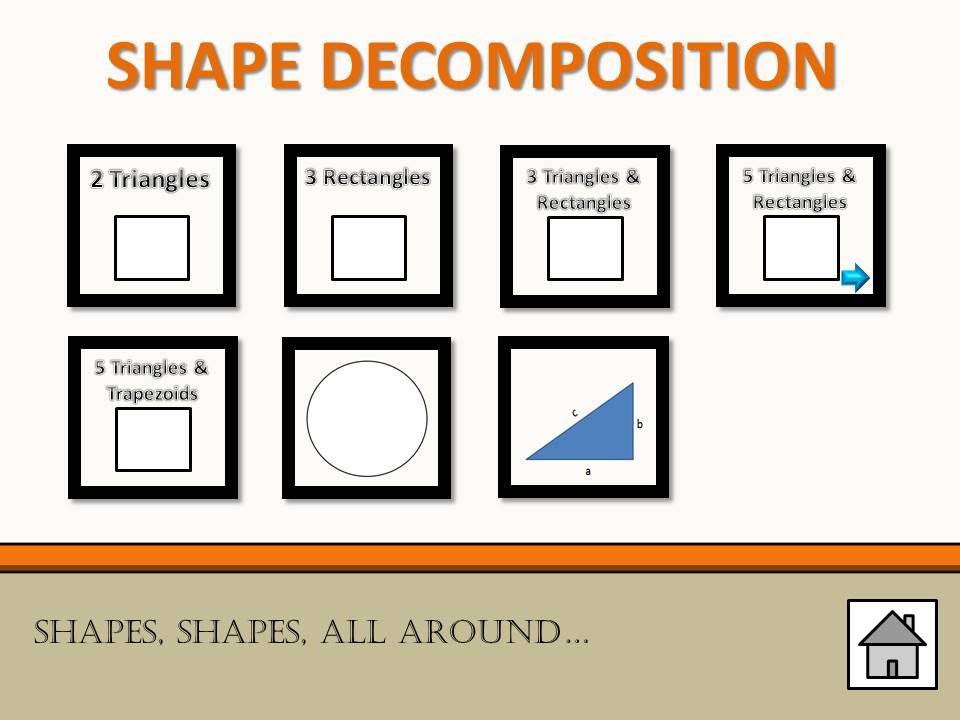 SHAPE DECOMPOSITION
2 Triangles
3 Rectangles
3 Triangles &
Rectangles
5 Triangles &
Rectangles
5 Triangles &
Trapezoids
c
b
a
SHAPES, SHAPES, ALL AROUND...